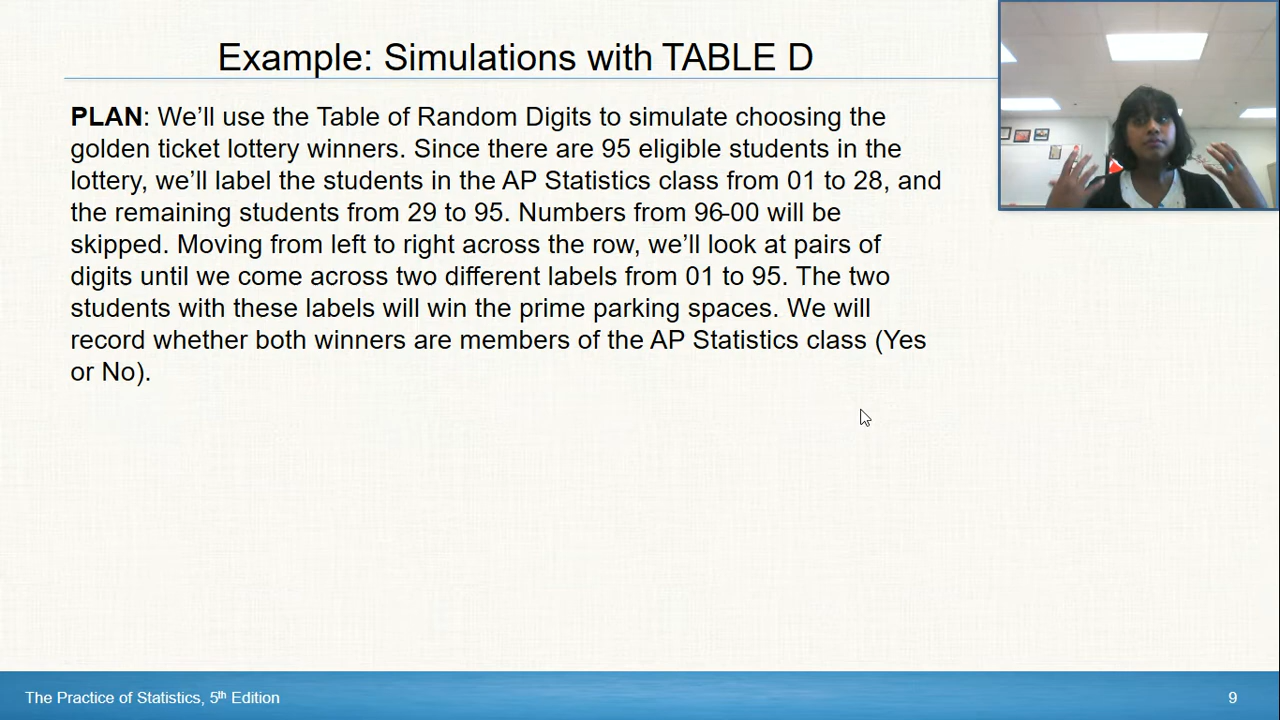 Example: Simulations with TABLE D
PLAN: We’ll use the Table of Random Digits to simulate choosing the
golden ticket lottery winners. Since there are 95 eligible students in the
lottery, we’ll label the students in the AP Statistics class from 01 to 28, and
the remaining students from 29 to 95. Numbers from 96-00 will be
skipped. Moving from left to right across the row, we’ll look at pairs of
digits until we come across two different labels from 01 to 95. The two
students with these labels will win the prime parking spaces. We will
record whether both winners are members of the AP Statistics class (Yes
or No).
The Practice of Statistics, 5th Edition
9